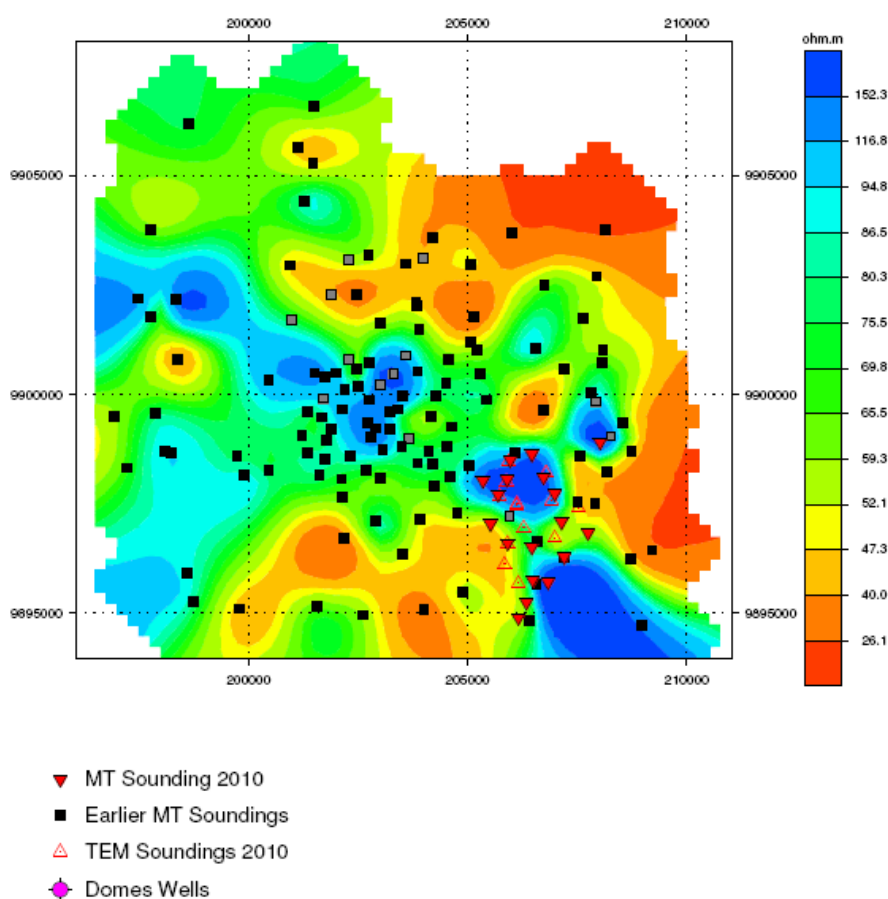 200000 205000 210000
ohm.m
152.3
116.8
9905000 9905000
94.8
86.5
80.3
75.5
9900000 9900000
69.8
65.5
58.9
52.1
47.3
9895000 9895000
40.0
26.1
200000 205000 210000
MT Sounding 2010
Earlier MT Soundings
TEM Soundings 2010
Domes Wells